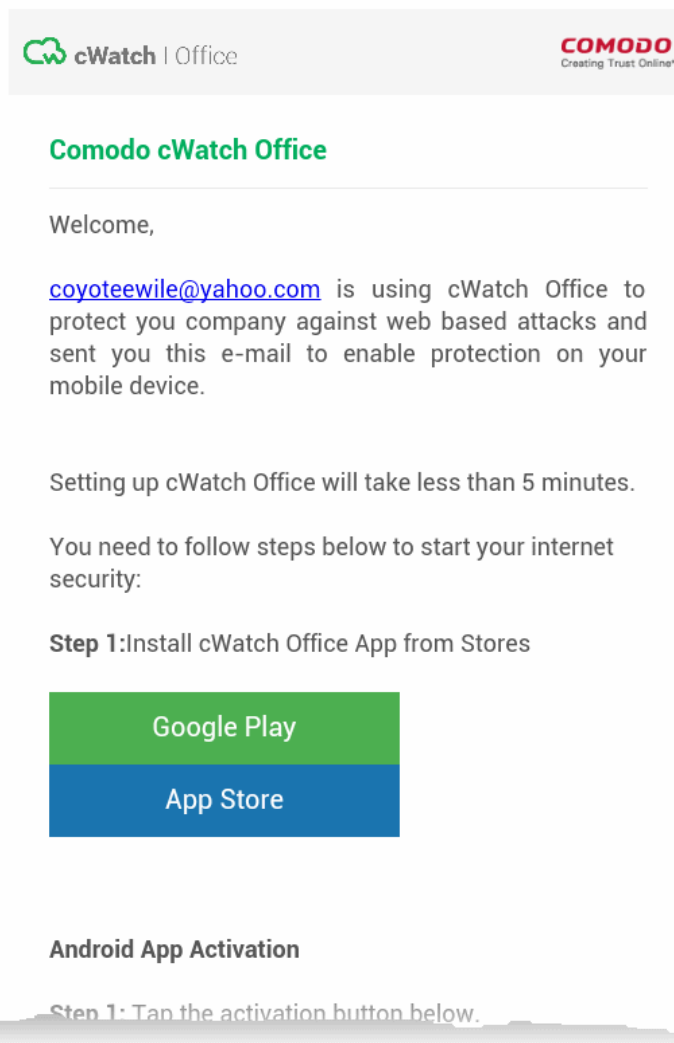 cWatch | Office
COMODO
Creating Trust Online*
Comodo cWatch Office
Welcome,
coyoteewile@yahoo.com is using cWatch Office to
protect you company against web based attacks and
sent you this e-mail to enable protection on your
mobile device.
Setting up cWatch Office will take less than 5 minutes.
You need to follow steps below to start your internet
security:
Step 1:Install cWatch Office App from Stores
Google Play
App Store
Android App Activation
Step 1: Tap the activation button below.